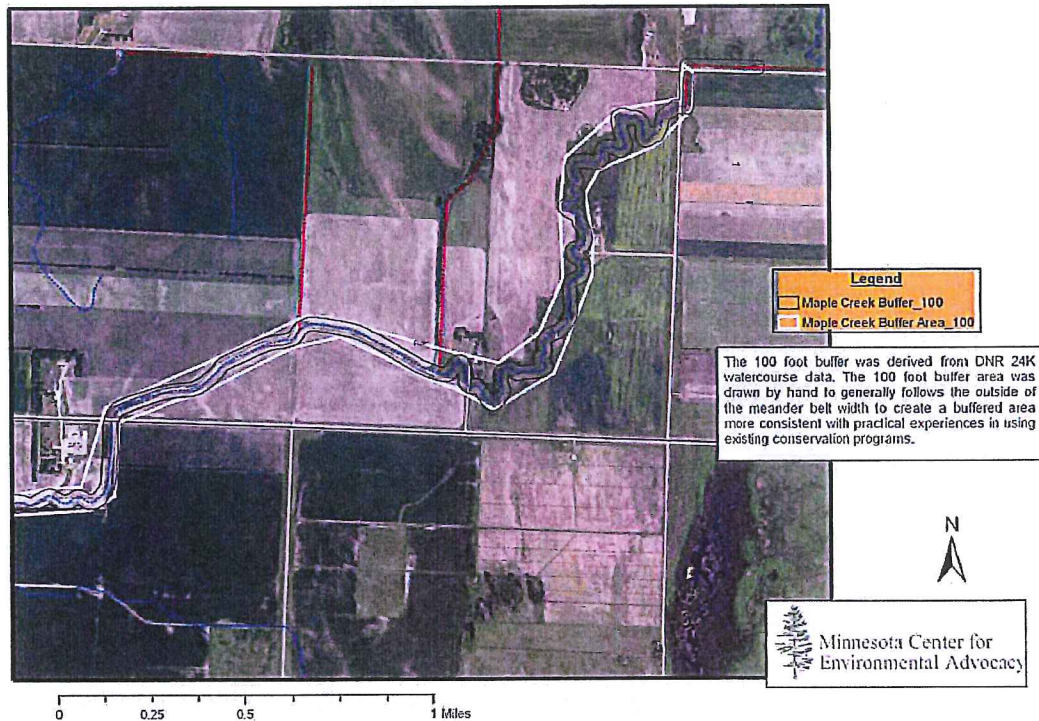 Legend
Maple Creek Buffer_100
Maple Creek Buffer Area_100
The 100 foot buffer was derived from DNR 24K
watercourse data. The 100 foot buffer area was
drawn by hand to generally follows the outside of
the meander belt width to create a buffered area
more consistent with practical experiences in using
existing conservation programs.
N
Minnesota Center for
Environmental Advocacy
0 0.25 0.5 1 Miles